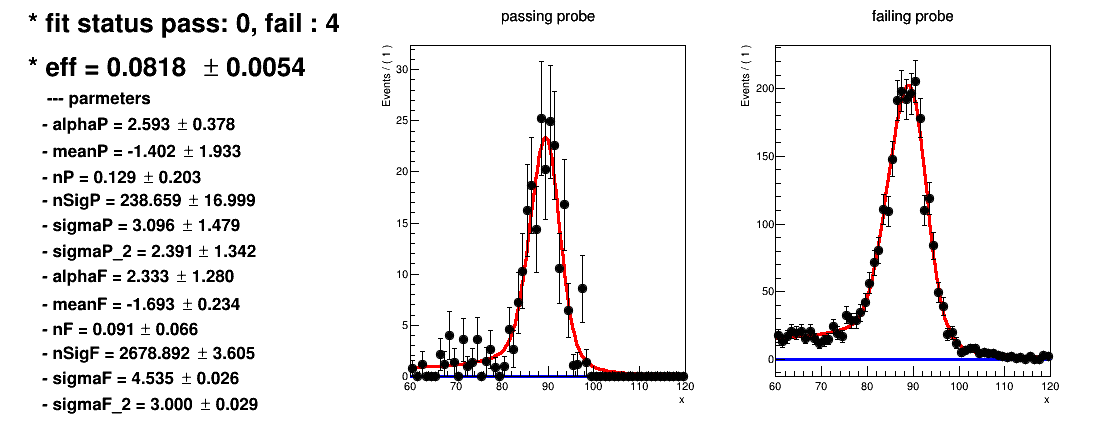 * fit status pass: 0, fail : 4
* eff = 0.0818 ± 0.0054
--- parmeters
- alphaP = 2.593 ± 0.378
- meanP = -1.402 ± 1.933
- nP = 0.129 ± 0.203
- nSigP = 238.659 ± 16.999
- sigmaP = 3.096 ± 1.479
- sigmaP_2 = 2.391 ± 1.342
- alphaF = 2.333 ± 1.280
- meanF = -1.693 ± 0.234
- nF = 0.091 ± 0.066
- nSigF = 2678.892 ± 3.605
- sigmaF = 4.535 ± 0.026
- sigmaF_2 = 3.000 ± 0.029
passing probe
Events / ( 1 )
30
25
20
15
10
5
0
60 70 80 90 100 110 120
x
failing probe
Events / ( 1 )
200
150
100
50
0
60 70 80 90 100 110 120
x